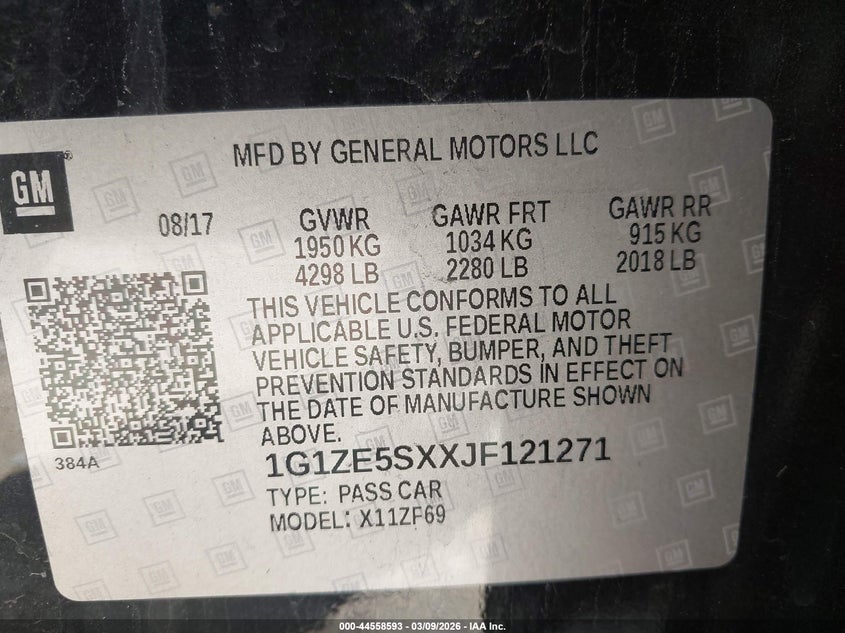 MFD BY GENERAL MOTORS LLC
GM
08/17
GVWR
1950 KG
4298 LB
GAWR FRT
1034 KG
2280 LB
GAWR RR
915 KG
2018 LB
THIS VEHICLE CONFORMS TO ALL
APPLICABLE U.S. FEDERAL MOTOR
VEHICLE SAFETY, BUMPER, AND THEFT
PREVENTION STANDARDS IN EFFECT ON
THE DATE OF MANUFACTURE SHOWN
ABOVE.
384A
1G1ZE5SXXJF121271
TYPE: PASS CAR
MODEL: X11ZF69
000-44558593 - 03/09/2026 - IAA Inc.